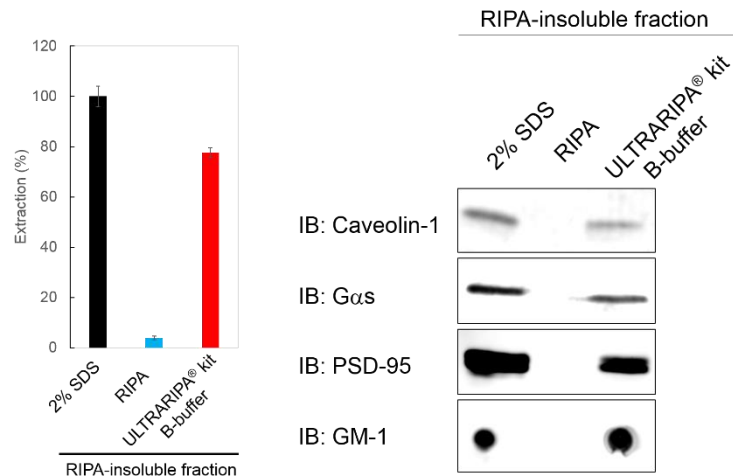 120
100
80
60
40
20
0
Extraction (%)
2% SDS
RIPA
ULTRARIPA® kit
B-buffer
RIPA-insoluble fraction
RIPA-insoluble fraction
2% SDS
RIPA
ULTRARIPA® kit
B-buffer
IB: Caveolin-1
IB: Gαs
IB: PSD-95
IB: GM-1